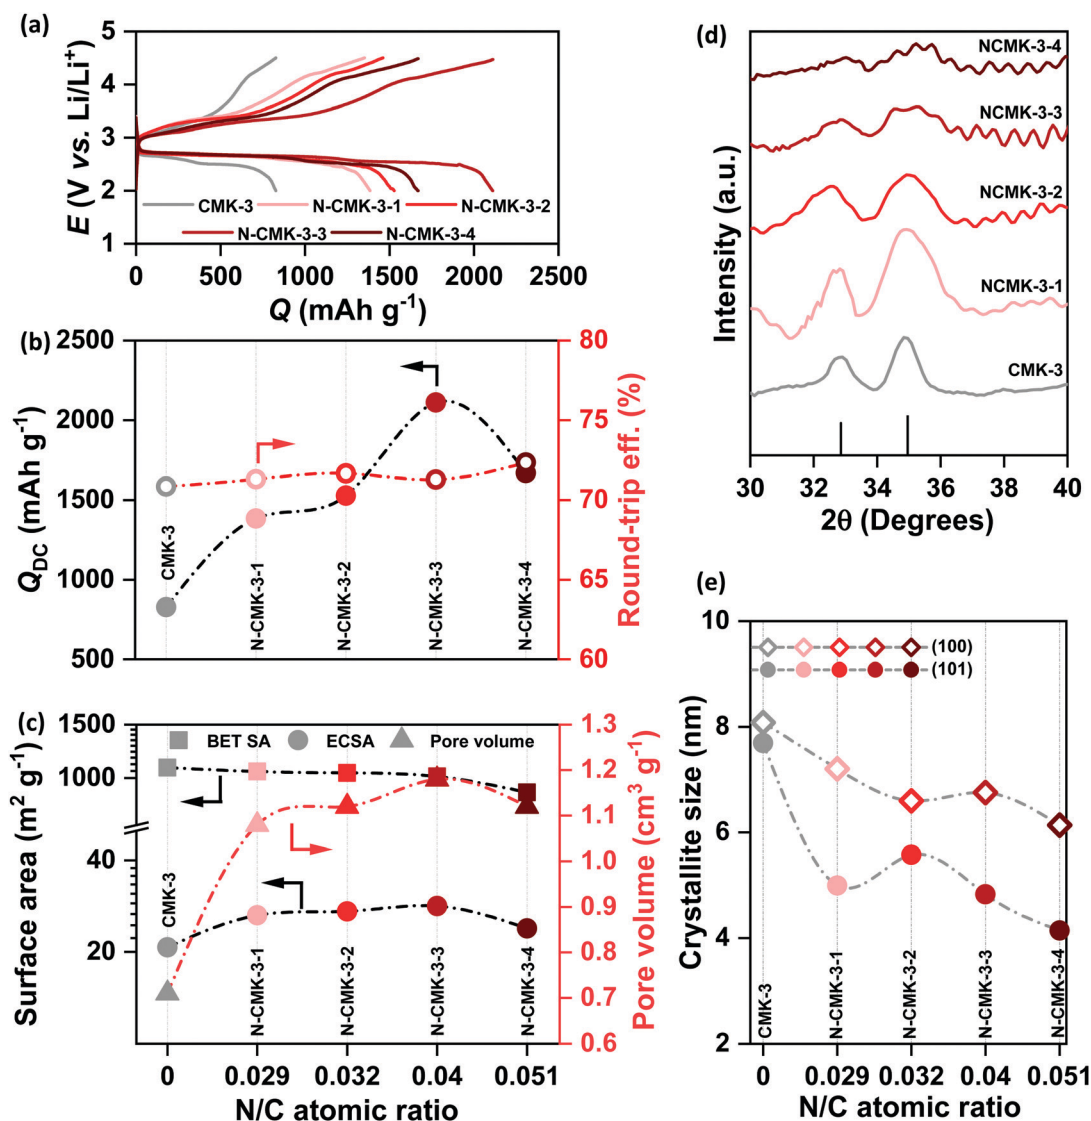 (a)
E (V vs. Li/Li⁺)
5
4
3
2
1
CMK-3 N-CMK-3-1 N-CMK-3-2
N-CMK-3-3 N-CMK-3-4
0 500 1000 1500 2000 2500
Q (mAh g⁻¹)
(b)
Q_DC (mAh g⁻¹)
2500
2000
1500
1000
500
CMK-3
N-CMK-3-1
N-CMK-3-2
N-CMK-3-3
N-CMK-3-4
80
75
70
65
60
Round-trip eff. (%)
(c)
Surface area (m² g⁻¹)
1500
1000
40
20
BET SA ECSA Pore volume
CMK-3
N-CMK-3-1
N-CMK-3-2
N-CMK-3-3
N-CMK-3-4
1.3
1.2
1.1
1.0
0.9
0.8
0.7
0.6
Pore volume (cm³ g⁻¹)
0 0.029 0.032 0.04 0.051
N/C atomic ratio
(d)
Intensity (a.u.)
NCMK-3-4
NCMK-3-3
NCMK-3-2
NCMK-3-1
CMK-3
30 32 34 36 38 40
2θ (Degrees)
(e)
Crystallite size (nm)
10
8
6
4
2
(100)
(101)
CMK-3
N-CMK-3-1
N-CMK-3-2
N-CMK-3-3
N-CMK-3-4
0 0.029 0.032 0.04 0.051
N/C atomic ratio